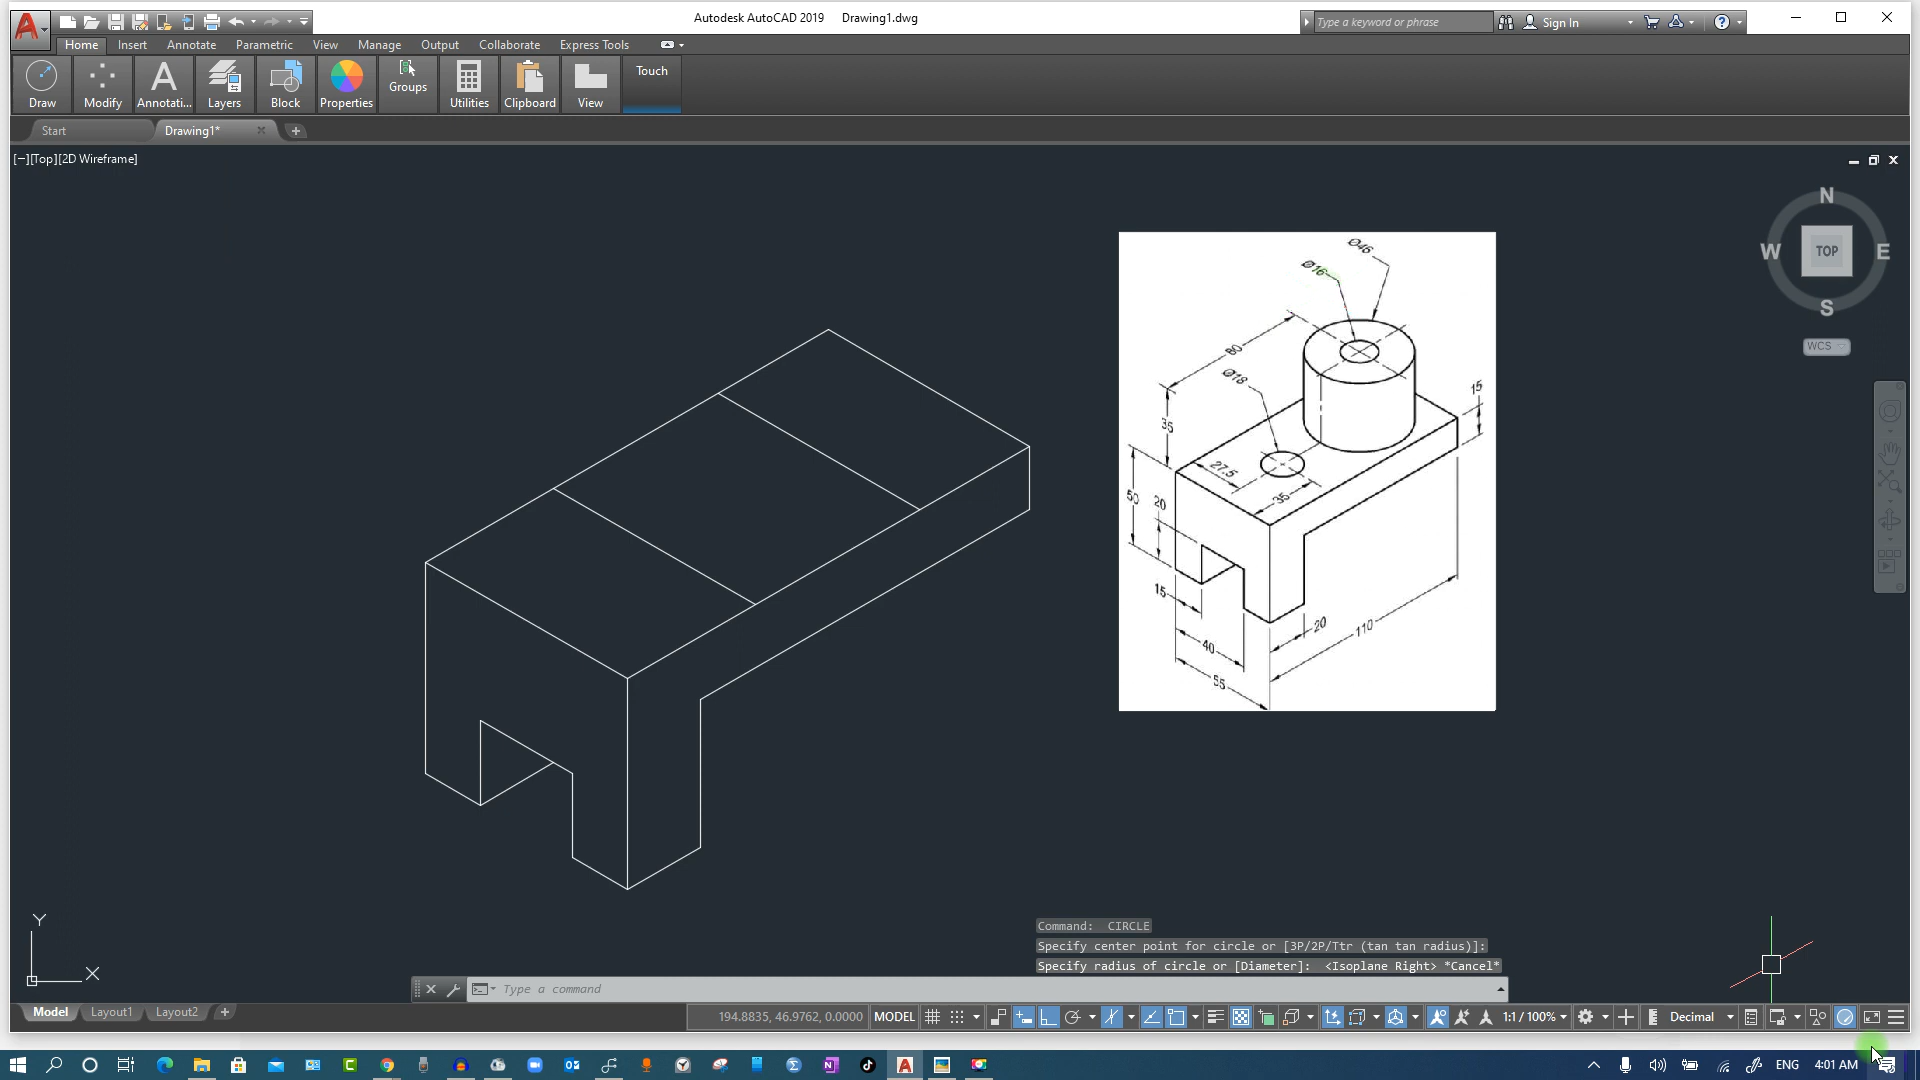 Autodesk AutoCAD 2019 Drawing1.dwg
Type a keyword or phrase
Sign In
Home Insert Annotate Parametric View Manage Output Collaborate Express Tools
Draw Modify Annotati... Layers Block Properties Groups Utilities Clipboard View Touch
Start Drawing1*
[−][Top][2D Wireframe]
N
W TOP E
S
WCS
Ø46
Ø16
80
Ø18
15
35
27.5
50 20
35
15
20
110
40
55
Y
X
Command: CIRCLE
Specify center point for circle or [3P/2P/Ttr (tan tan radius)]:
Specify radius of circle or [Diameter]: <Isoplane Right> *Cancel*
Type a command
Model Layout1 Layout2
194.8835, 46.9762, 0.0000 MODEL 1:1 / 100% Decimal
ENG 4:01 AM